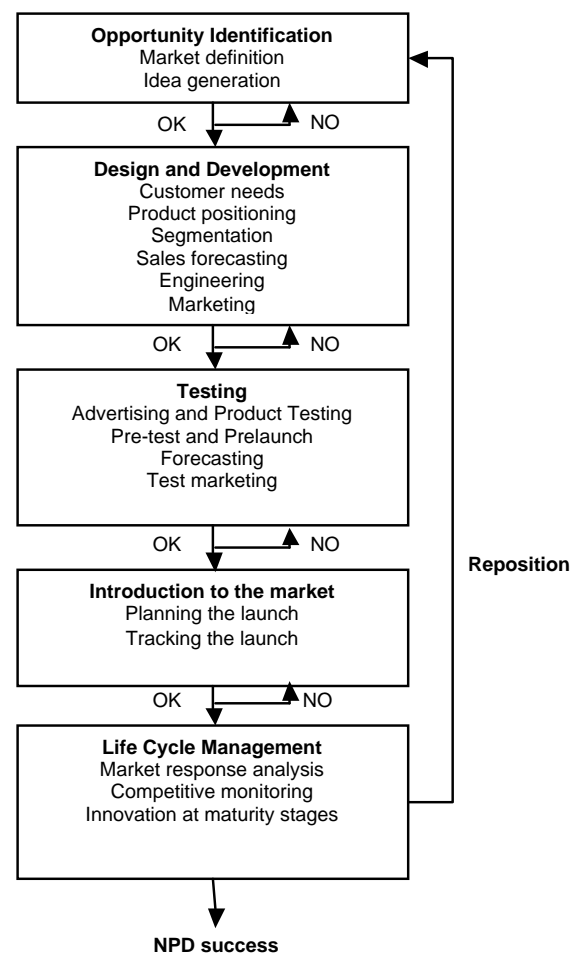 Opportunity Identification
Market definition
Idea generation
OK
NO
Design and Development
Customer needs
Product positioning
Segmentation
Sales forecasting
Engineering
Marketing
OK
NO
Testing
Advertising and Product Testing
Pre-test and Prelaunch
Forecasting
Test marketing
OK
NO
Reposition
Introduction to the market
Planning the launch
Tracking the launch
OK
NO
Life Cycle Management
Market response analysis
Competitive monitoring
Innovation at maturity stages
NPD success